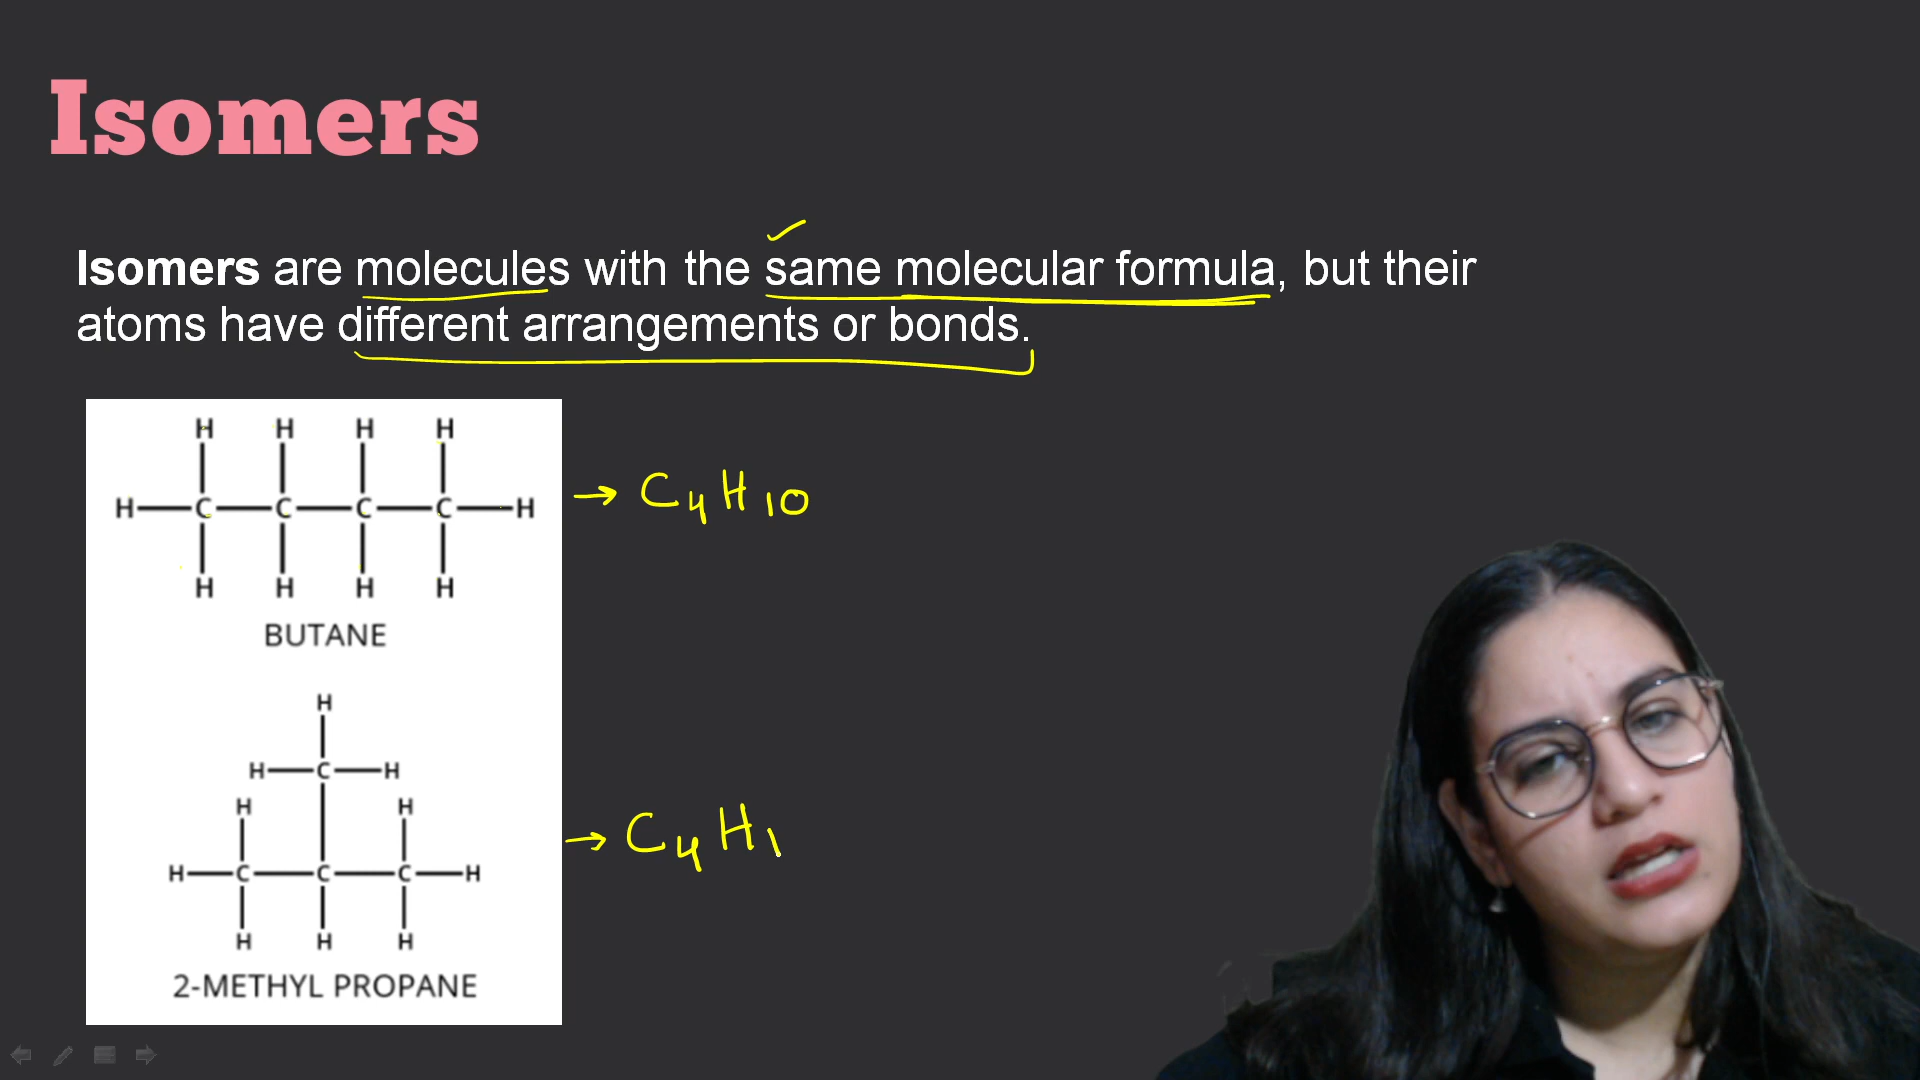 Isomers
Isomers are molecules with the same molecular formula, but their
atoms have different arrangements or bonds.
H H H H
H C C C C H
H H H H
BUTANE
→ C4H10
H
H C H
H H
H C C C H
H H H
2-METHYL PROPANE
→ C4H1